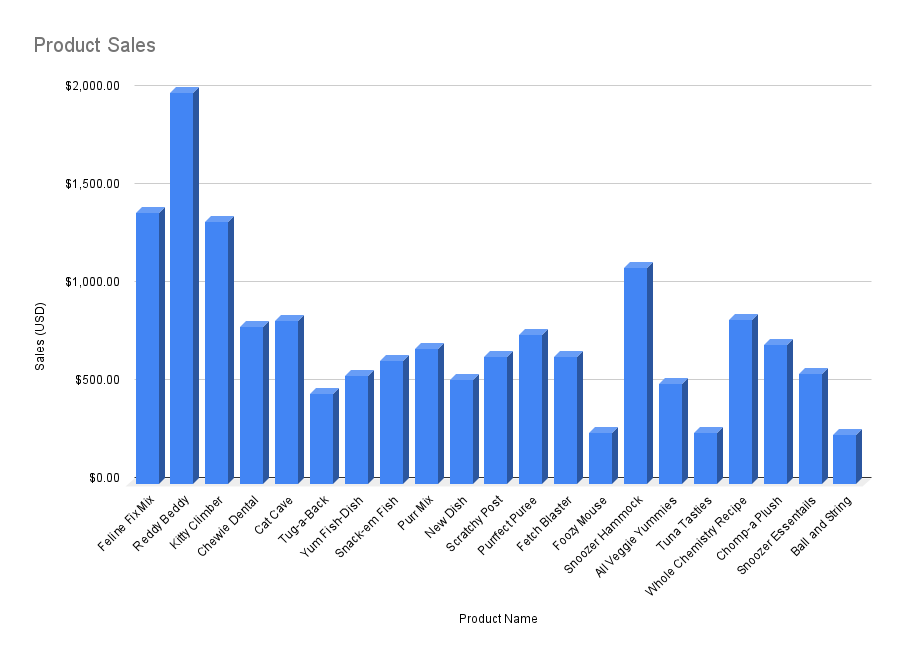 Product Sales
$2,000.00
$1,500.00
$1,000.00
$500.00
$0.00
Sales (USD)
Feline Fix Mix
Reddy Beddy
Kitty Climber
Chewie Dental
Cat Cave
Tug-a-Back
Yum Fish-Dish
Snack-em Fish
Purr Mix
New Dish
Scratchy Post
Purrfect Puree
Fetch Blaster
Foozy Mouse
Snoozer Hammock
All Veggie Yummies
Tuna Tasties
Whole Chemistry Recipe
Chomp-a Plush
Snoozer Essentails
Ball and String
Product Name